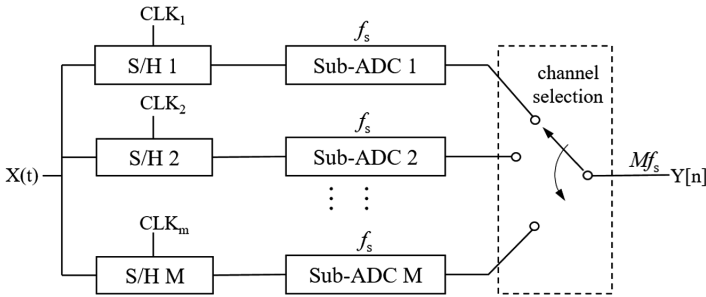 CLK₁
fₛ
S/H 1
Sub-ADC 1
channel
selection
CLK₂
fₛ
S/H 2
Sub-ADC 2
X(t)
Mfₛ
Y[n]
CLKₘ
fₛ
S/H M
Sub-ADC M